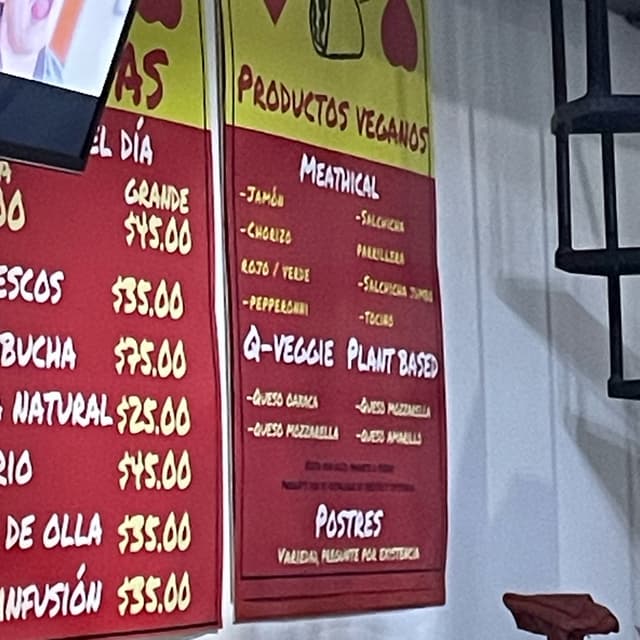 AS
EL DÍA
A
GRANDE
00
$45.00
ESCOS $35.00
BUCHA $75.00
NATURAL $25.00
RIO $45.00
DE OLLA $35.00
INFUSIÓN $35.00
PRODUCTOS VEGANOS
MEATHICAL
-JAMÓN
-CHORIZO
ROJO / VERDE
-PEPPERONNI
-SALCHICHA
PARRILLERA
-SALCHICHA JUMBO
-TOCINO
Q-VEGGIE
-QUESO OAXACA
-QUESO MOZZARELLA
PLANT BASED
-QUESO MOZZARELLA
-QUESO AMARILLO
POSTRES
VARIEDAD, PREGUNTE POR EXISTENCIA